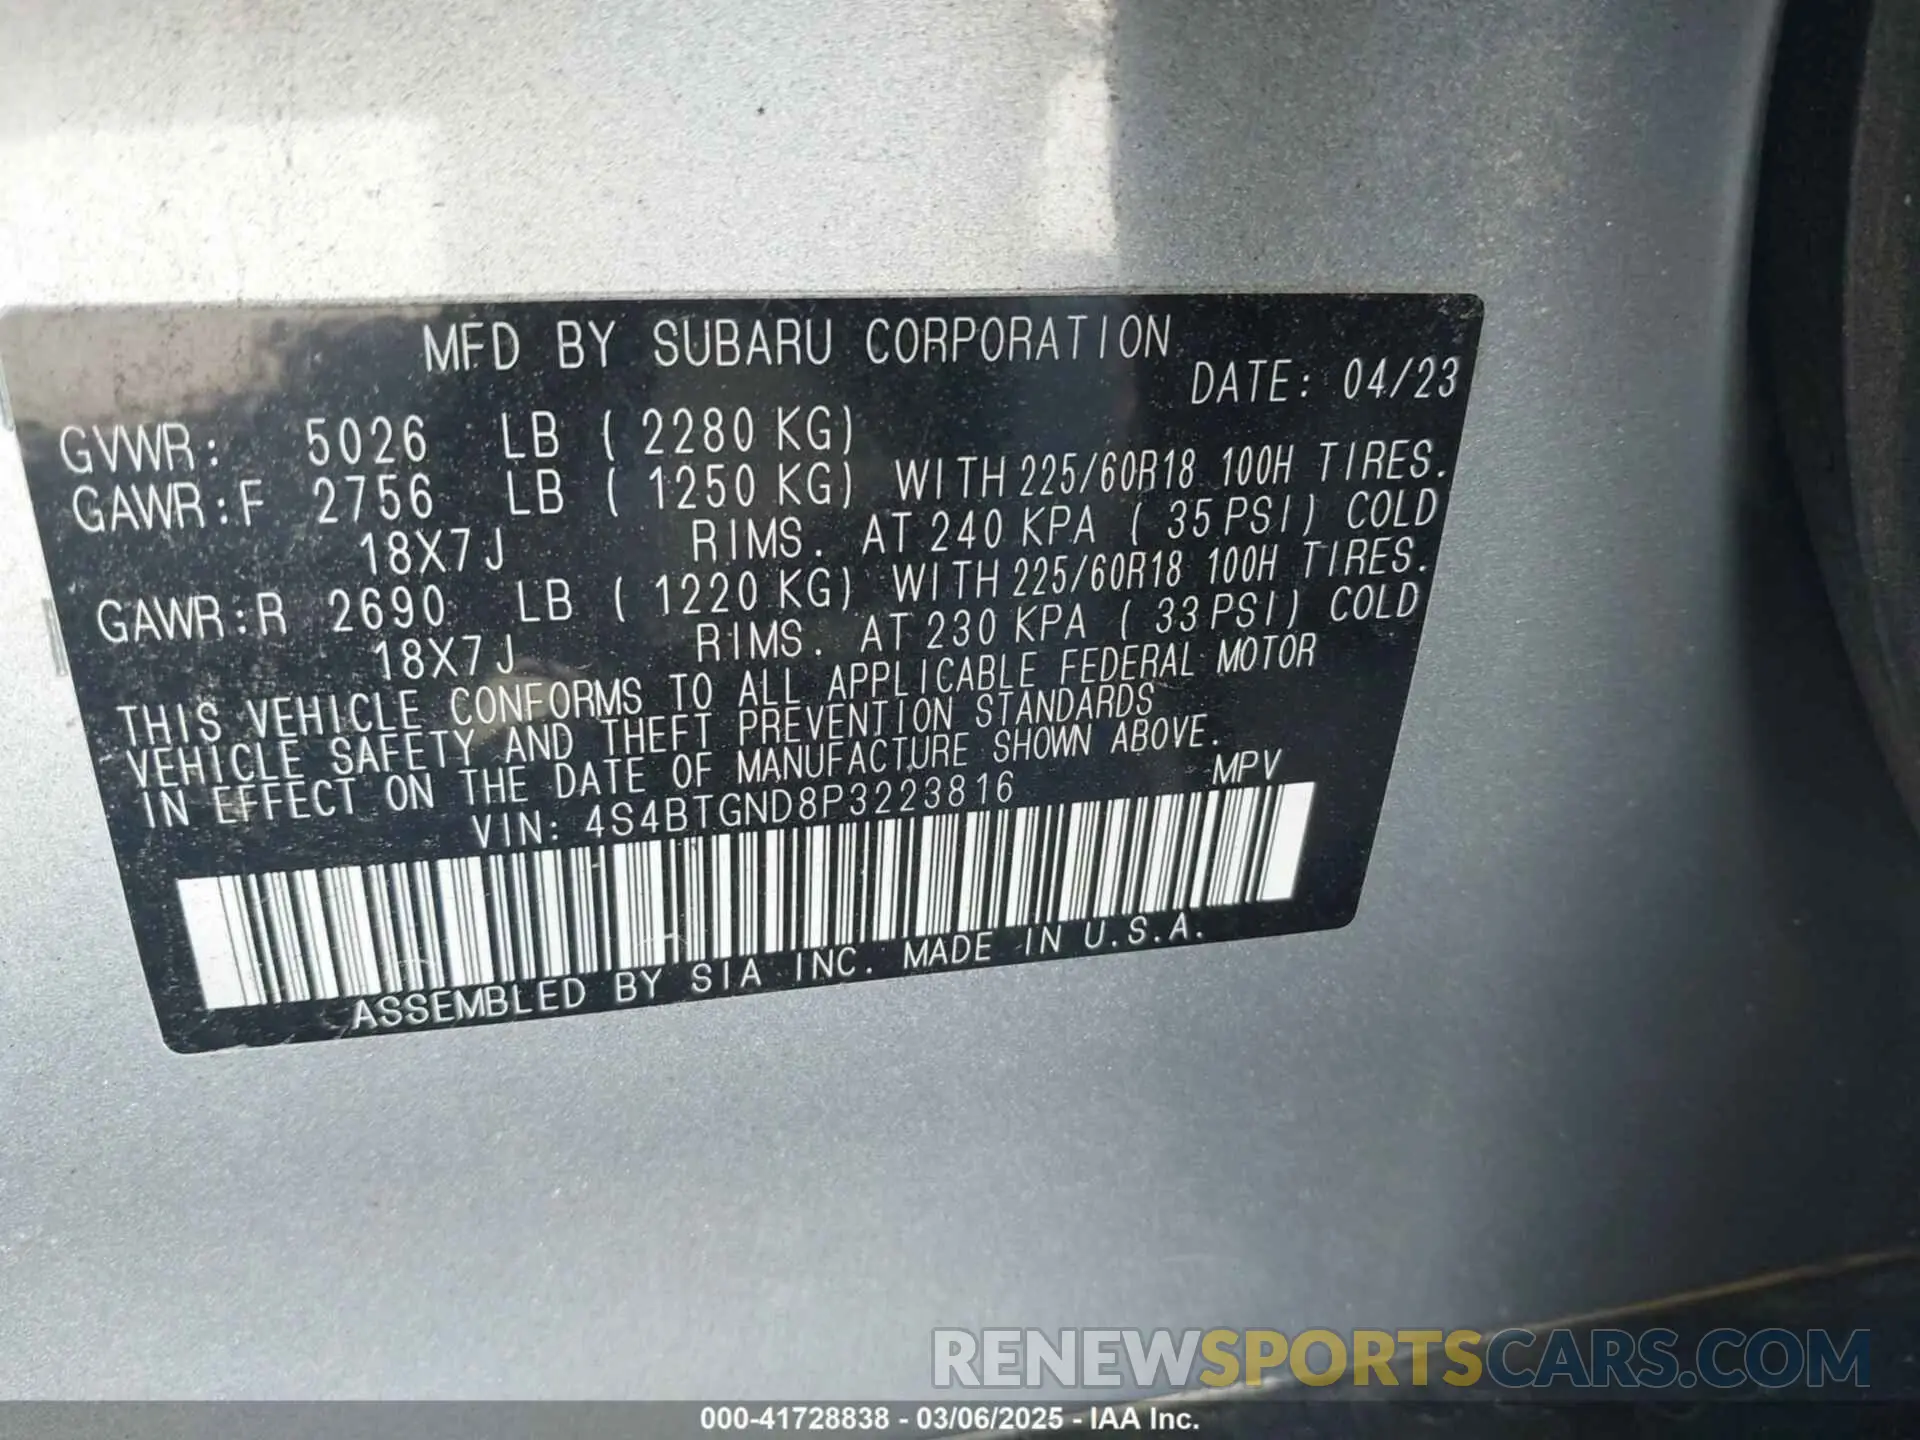 MFD BY SUBARU CORPORATION
DATE: 04/23
GVWR: 5026 LB ( 2280 KG)
GAWR:F 2756 LB ( 1250 KG) WITH 225/60R18 100H TIRES.
18X7J RIMS. AT 240 KPA ( 35 PSI) COLD
GAWR:R 2690 LB ( 1220 KG) WITH 225/60R18 100H TIRES.
18X7J RIMS. AT 230 KPA ( 33 PSI) COLD
THIS VEHICLE CONFORMS TO ALL APPLICABLE FEDERAL MOTOR
VEHICLE SAFETY AND THEFT PREVENTION STANDARDS
IN EFFECT ON THE DATE OF MANUFACTURE SHOWN ABOVE.
VIN: 4S4BTGND8P3223816 MPV
ASSEMBLED BY SIA INC. MADE IN U.S.A.
RENEWSPORTSCARS.COM
000-41728838 - 03/06/2025 - IAA Inc.